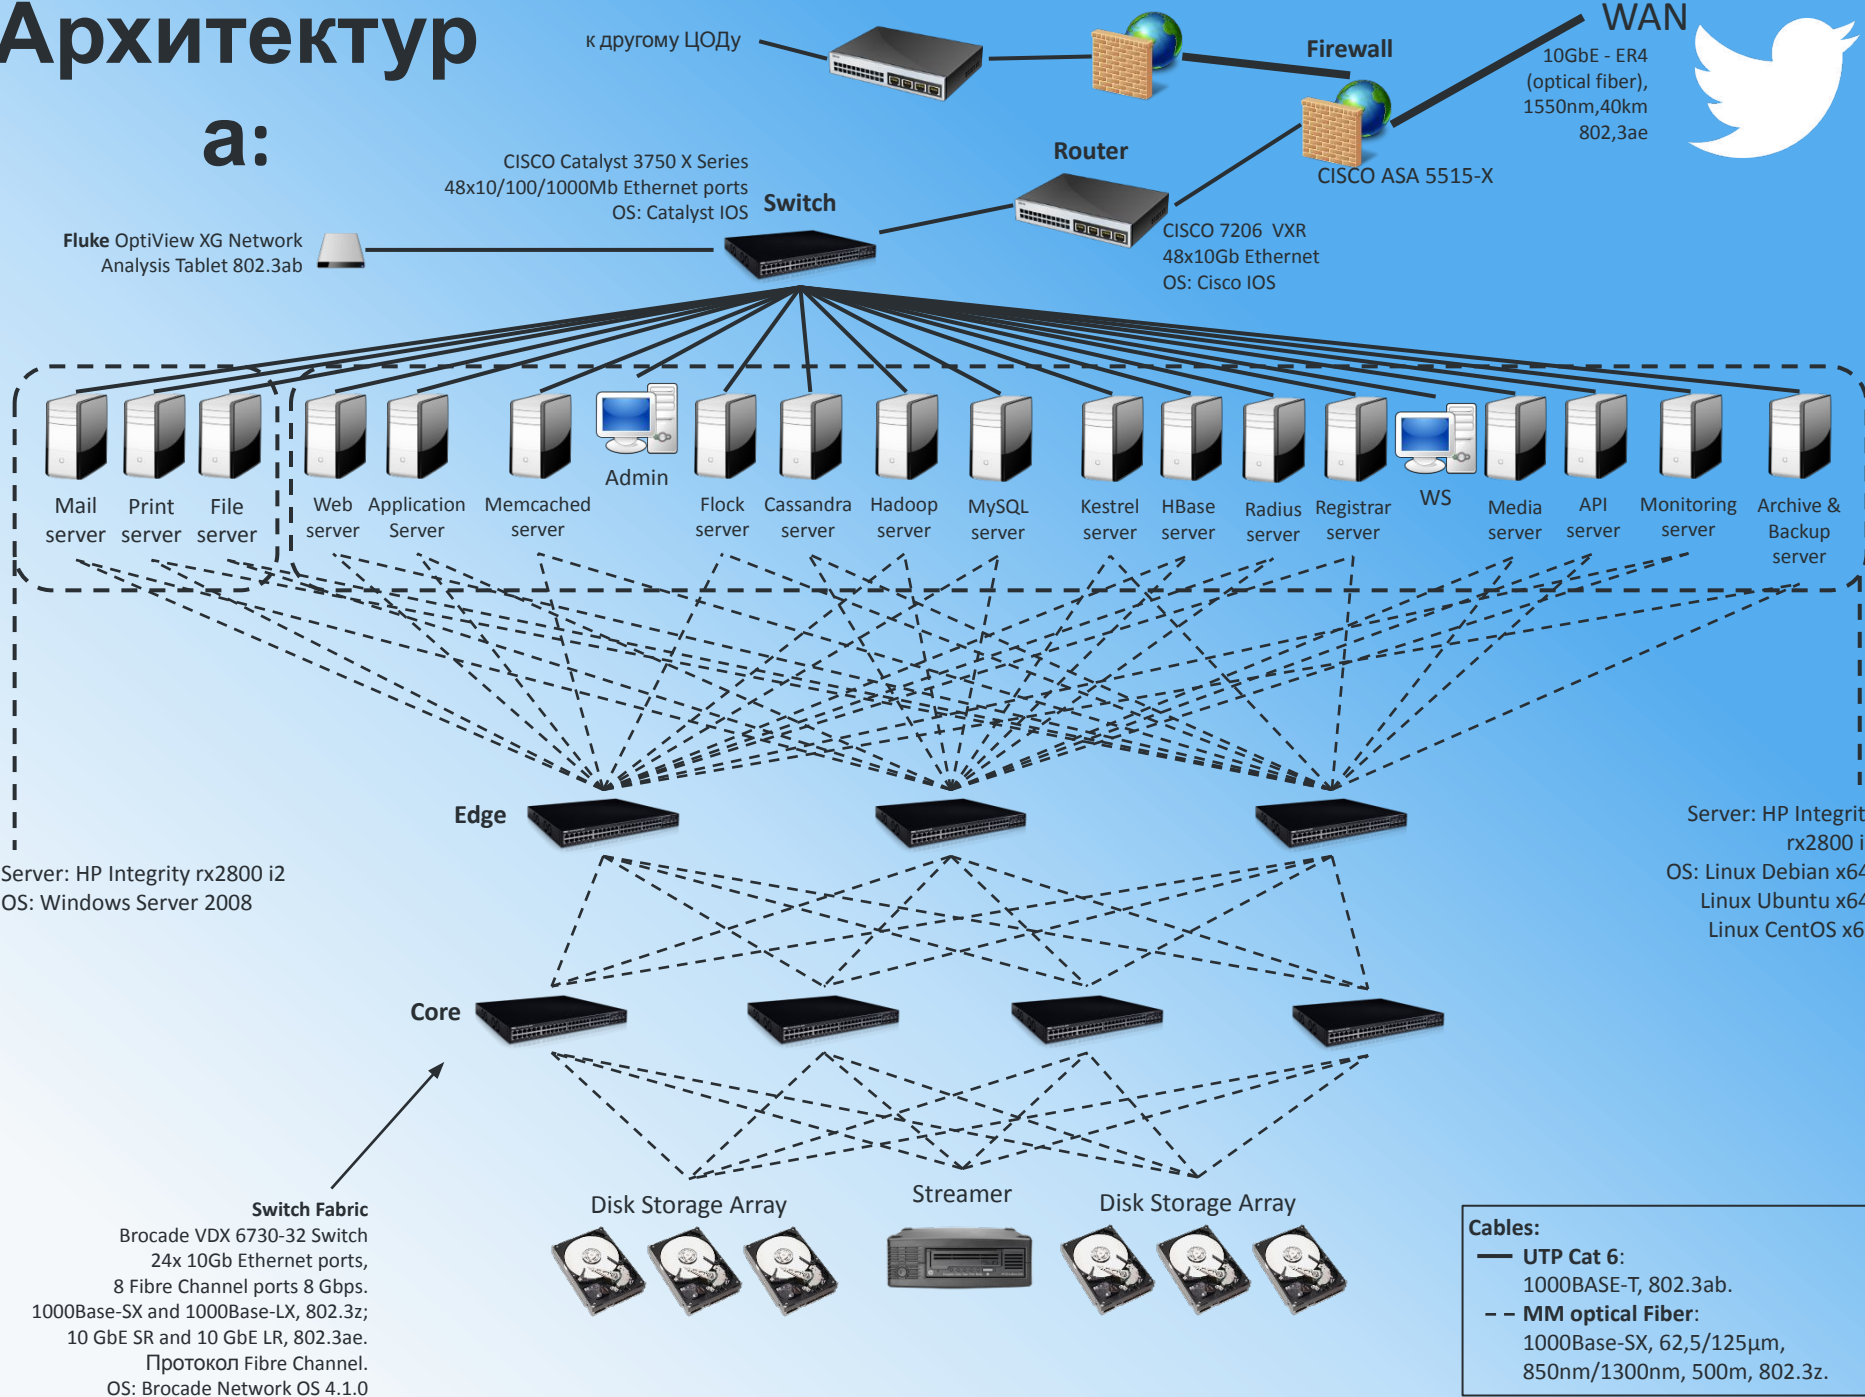 Архитектур
а:
к другому ЦОДу
Firewall
WAN
10GbE - ER4
(optical fiber),
1550nm,40km
802,3ae
CISCO ASA 5515-X
Router
CISCO 7206 VXR
48x10Gb Ethernet
OS: Cisco IOS
CISCO Catalyst 3750 X Series
48x10/100/1000Mb Ethernet ports
OS: Catalyst IOS
Switch
Fluke OptiView XG Network
Analysis Tablet 802.3ab
Mail
server
Print
server
File
server
Web
server
Application
Server
Memcached
server
Admin
Flock
server
Cassandra
server
Hadoop
server
MySQL
server
Kestrel
server
HBase
server
Radius
server
Registrar
server
WS
Media
server
API
server
Monitoring
server
Archive &
Backup
server
Edge
Server: HP Integrity rx2800 i2
OS: Windows Server 2008
Server: HP Integrit
rx2800 i
OS: Linux Debian x64
Linux Ubuntu x64
Linux CentOS x6
Core
Switch Fabric
Brocade VDX 6730-32 Switch
24x 10Gb Ethernet ports,
8 Fibre Channel ports 8 Gbps.
1000Base-SX and 1000Base-LX, 802.3z;
10 GbE SR and 10 GbE LR, 802.3ae.
Протокол Fibre Channel.
OS: Brocade Network OS 4.1.0
Disk Storage Array
Streamer
Disk Storage Array
Cables:
UTP Cat 6:
1000BASE-T, 802.3ab.
MM optical Fiber:
1000Base-SX, 62,5/125µm,
850nm/1300nm, 500m, 802.3z.